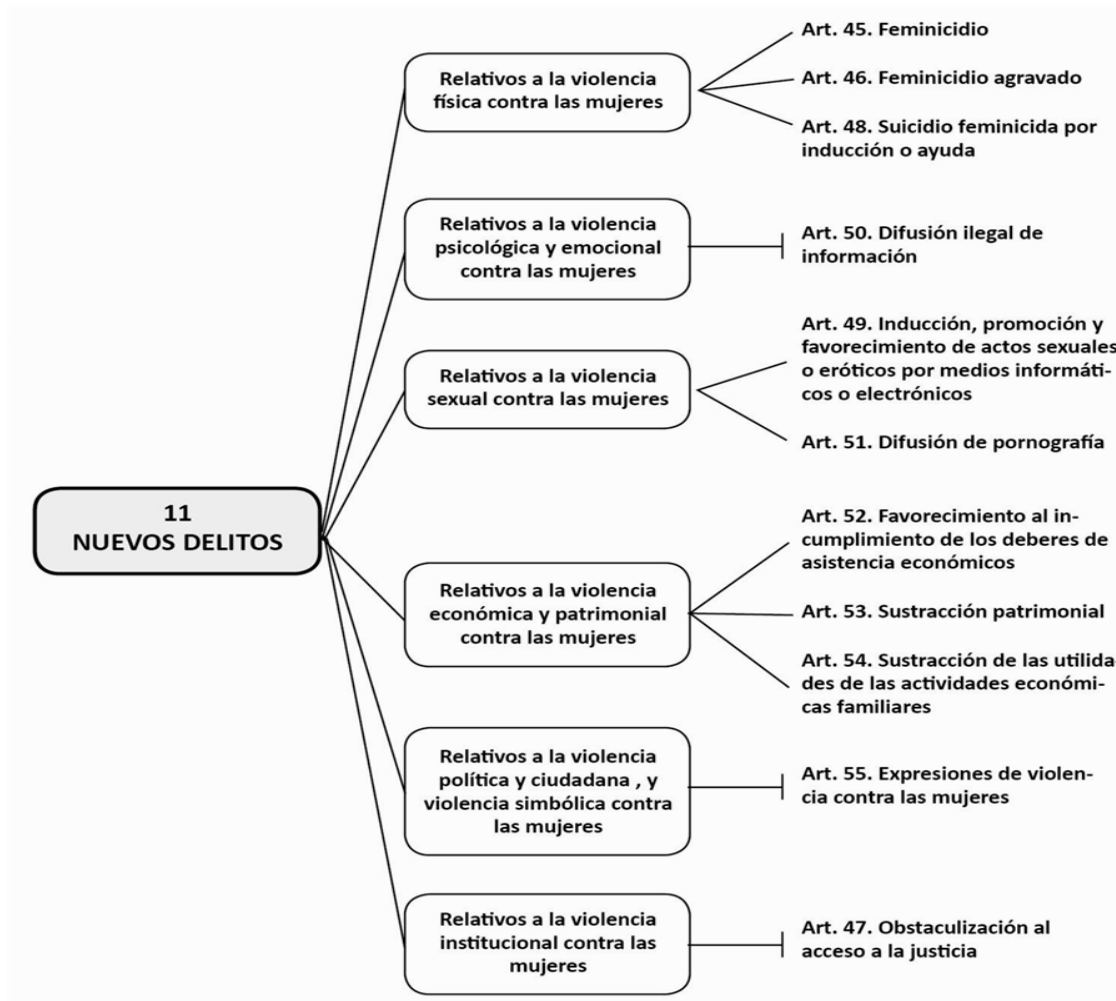 11
NUEVOS DELITOS
Relativos a la violencia
física contra las mujeres
Art. 45. Feminicidio
Art. 46. Feminicidio agravado
Art. 48. Suicidio feminicida por
inducción o ayuda
Relativos a la violencia
psicológica y emocional
contra las mujeres
Art. 50. Difusión ilegal de
información
Relativos a la violencia
sexual contra las mujeres
Art. 49. Inducción, promoción y
favorecimiento de actos sexuales
o eróticos por medios informáti-
cos o electrónicos
Art. 51. Difusión de pornografía
Relativos a la violencia
económica y patrimonial
contra las mujeres
Art. 52. Favorecimiento al in-
cumplimiento de los deberes de
asistencia económicos
Art. 53. Sustracción patrimonial
Art. 54. Sustracción de las utilida
des de las actividades económi-
cas familiares
Relativos a la violencia
política y ciudadana , y
violencia simbólica contra
las mujeres
Art. 55. Expresiones de violen-
cia contra las mujeres
Relativos a la violencia
institucional contra las
mujeres
Art. 47. Obstaculización al
acceso a la justicia